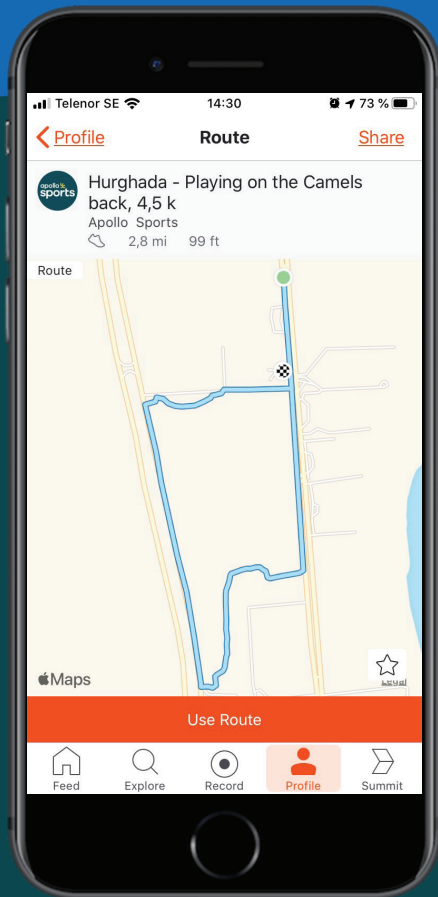 Telenor SE 14:30 73 %
Profile Route Share
apollo sports
Hurghada - Playing on the Camels
back, 4,5 k
Apollo Sports
2,8 mi 99 ft
Route
Maps
Legal
Use Route
Feed Explore Record Profile Summit